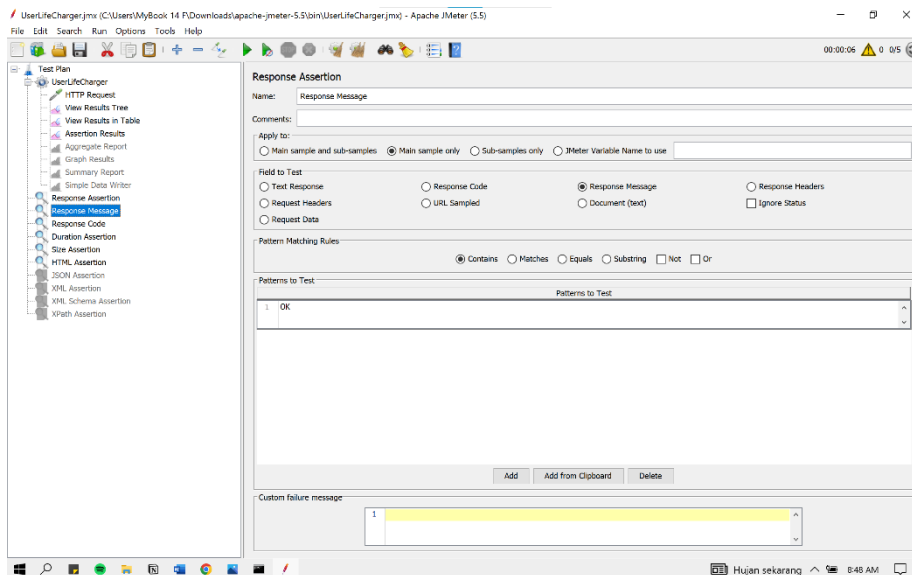 UserLifeCharger.jmx (C:\Users\MyBook 14 F\Downloads\apache-jmeter-5.5\bin\UserLifeCharger.jmx) - Apache JMeter (5.5)
File Edit Search Run Options Tools Help
00:00:06 0 0/5
Test Plan
UserLifeCharger
HTTP Request
View Results Tree
View Results in Table
Assertion Results
Aggregate Report
Graph Results
Summary Report
Simple Data Writer
Response Assertion
Response Message
Response Code
Duration Assertion
Size Assertion
HTML Assertion
JSON Assertion
XML Assertion
XML Schema Assertion
XPath Assertion
Response Assertion
Name: Response Message
Comments:
Apply to:
Main sample and sub-samples Main sample only Sub-samples only JMeter Variable Name to use
Field to Test
Text Response Response Code Response Message Response Headers
Request Headers URL Sampled Document (text) Ignore Status
Request Data
Pattern Matching Rules
Contains Matches Equals Substring Not Or
Patterns to Test
Patterns to Test
1 OK
Add Add from Clipboard Delete
Custom failure message
1
Hujan sekarang 8:48 AM